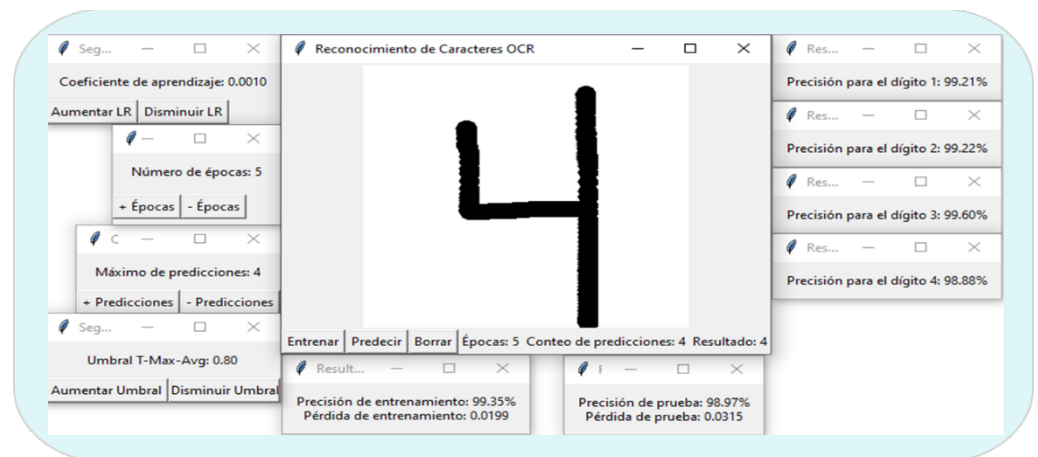 Seg...
Coeficiente de aprendizaje: 0.0010
Aumentar LR Disminuir LR
Número de épocas: 5
+ Épocas - Épocas
C
Máximo de predicciones: 4
+ Predicciones - Predicciones
Seg...
Umbral T-Max-Avg: 0.80
Aumentar Umbral Disminuir Umbral
Reconocimiento de Caracteres OCR
4
Entrenar Predecir Borrar Épocas: 5 Conteo de predicciones: 4 Resultado: 4
Result...
Precisión de entrenamiento: 99.35%
Pérdida de entrenamiento: 0.0199
Precisión de prueba: 98.97%
Pérdida de prueba: 0.0315
Res...
Precisión para el dígito 1: 99.21%
Res...
Precisión para el dígito 2: 99.22%
Res...
Precisión para el dígito 3: 99.60%
Res...
Precisión para el dígito 4: 98.88%